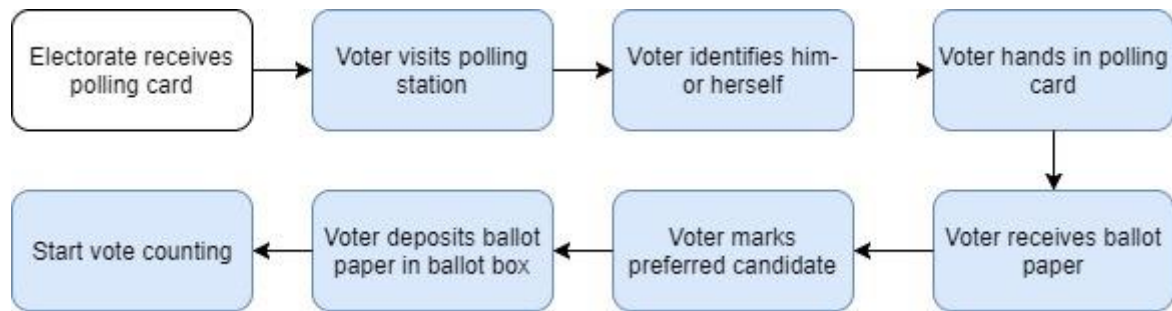 Electorate receives
polling card
Voter visits polling
station
Voter identifies him-
or herself
Voter hands in polling
card
Voter receives ballot
paper
Voter marks
preferred candidate
Voter deposits ballot
paper in ballot box
Start vote counting